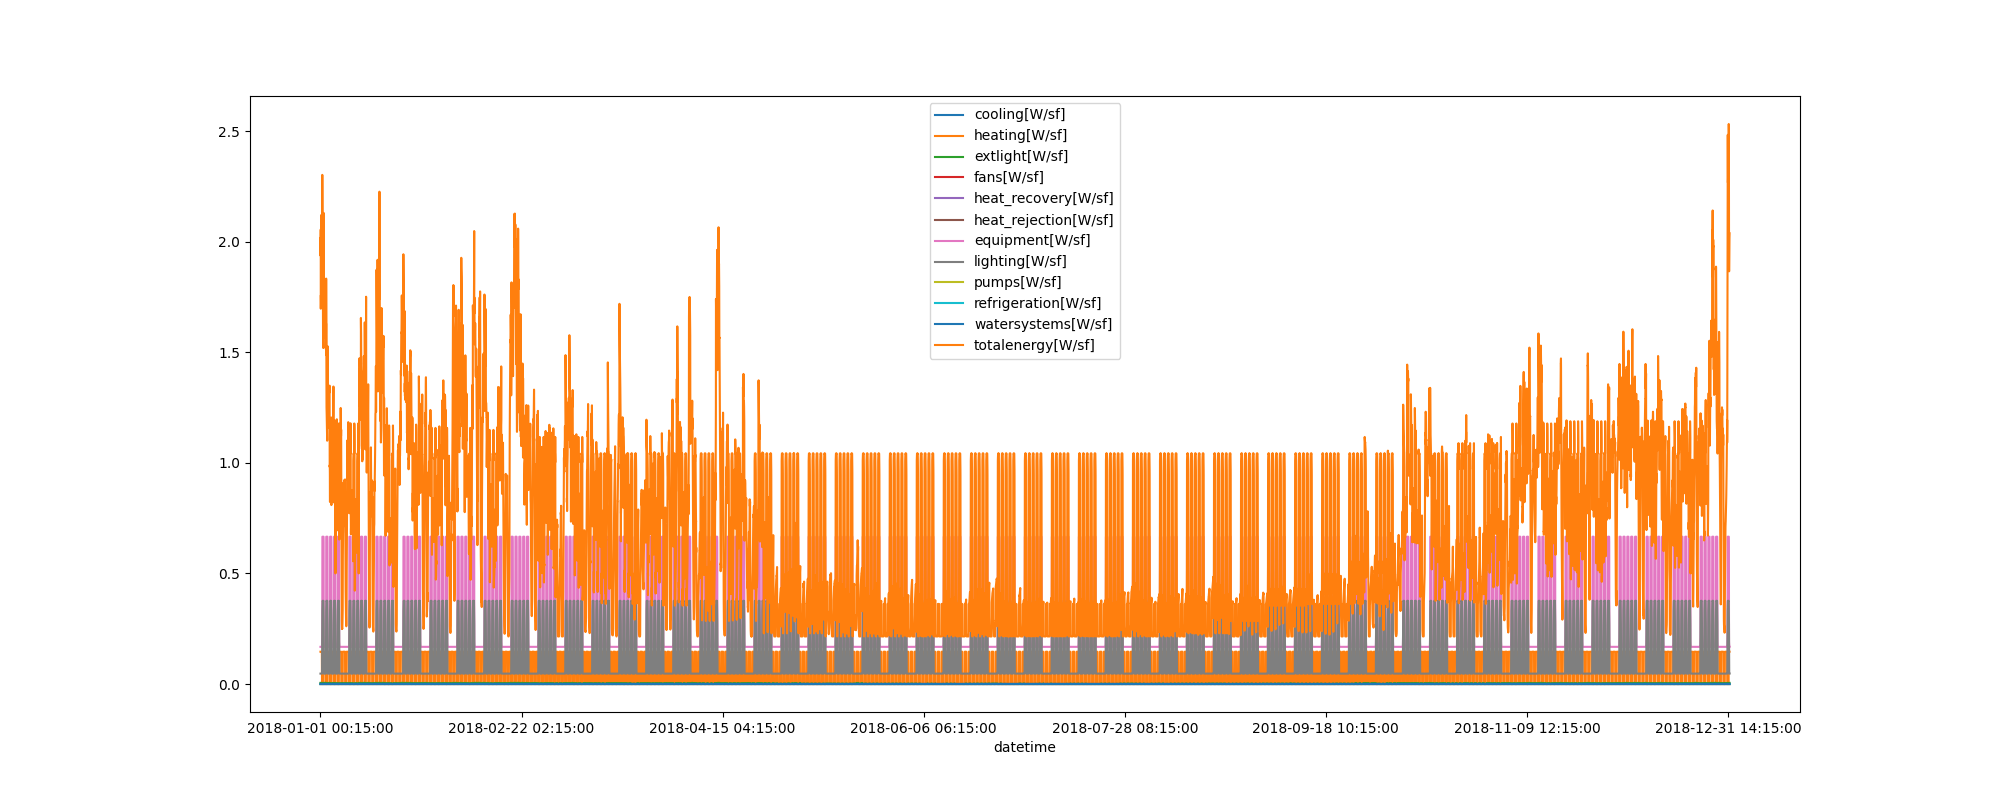 cooling[W/sf]
heating[W/sf]
extlight[W/sf]
fans[W/sf]
heat_recovery[W/sf]
heat_rejection[W/sf]
equipment[W/sf]
lighting[W/sf]
pumps[W/sf]
refrigeration[W/sf]
watersystems[W/sf]
totalenergy[W/sf]
2.5
2.0
1.5
1.0
0.5
0.0
2018-01-01 00:15:00 2018-02-22 02:15:00 2018-04-15 04:15:00 2018-06-06 06:15:00 2018-07-28 08:15:00 2018-09-18 10:15:00 2018-11-09 12:15:00 2018-12-31 14:15:00
datetime